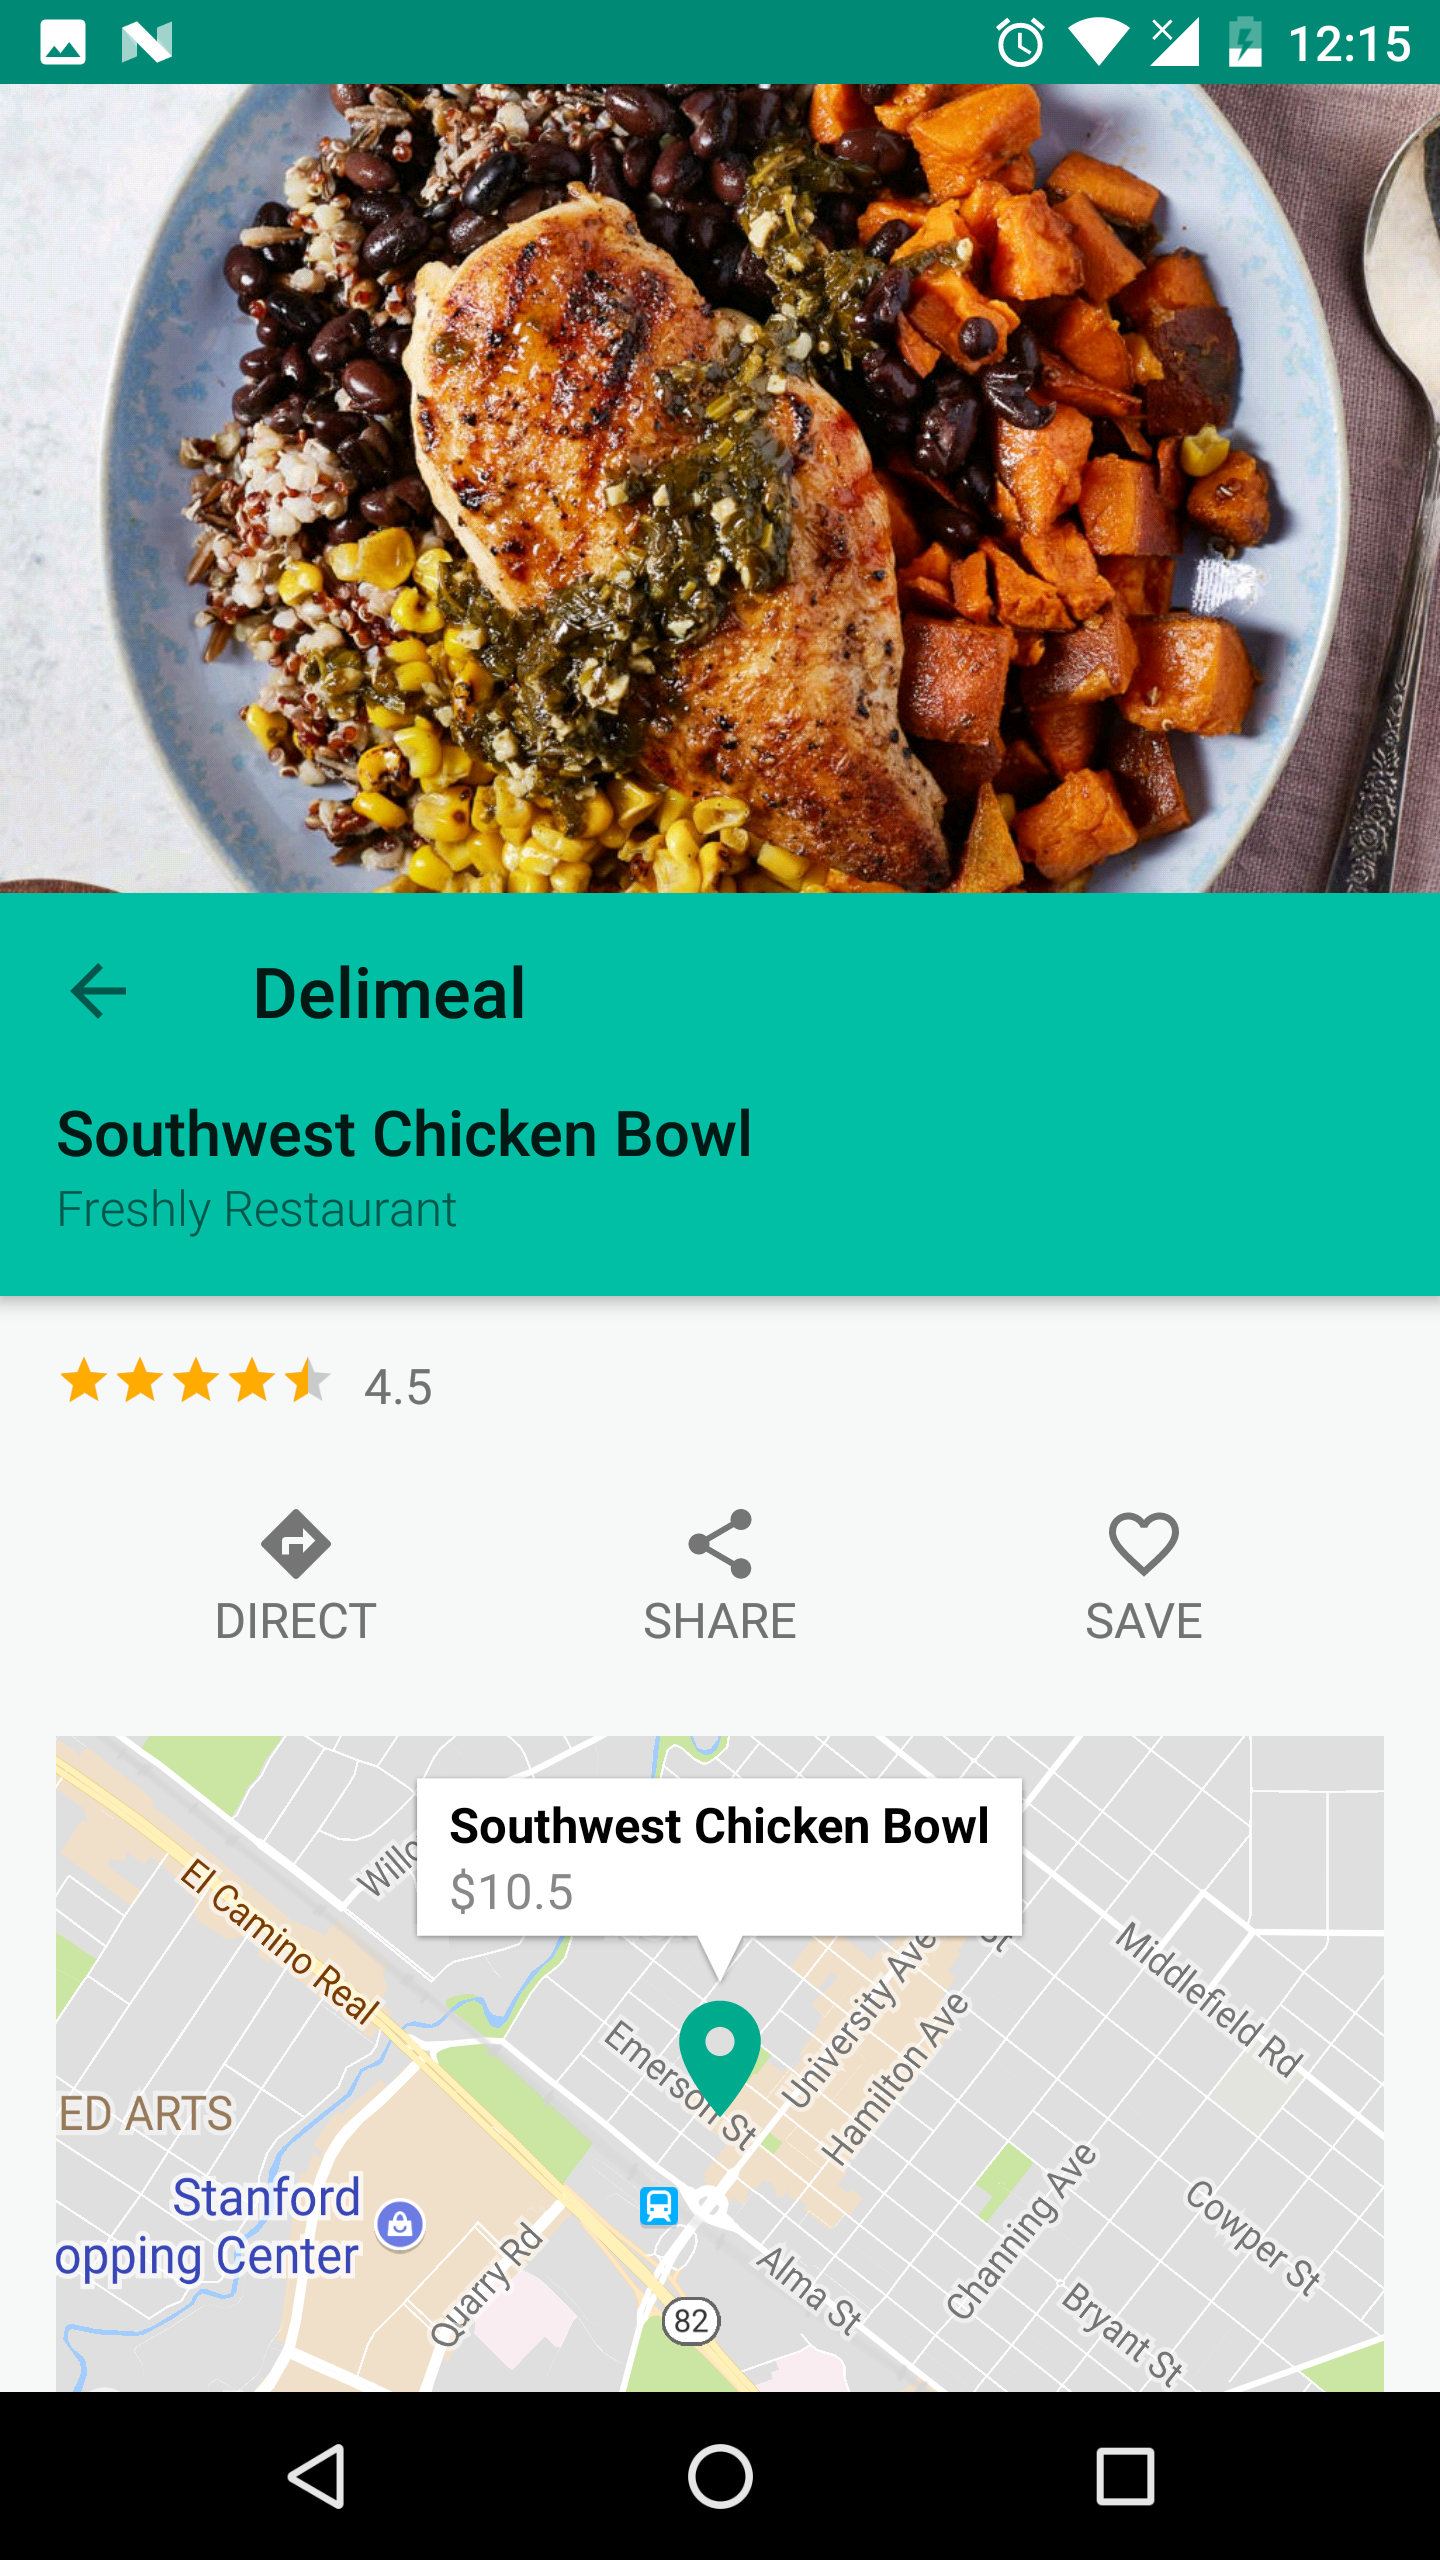 12:15
Delimeal
Southwest Chicken Bowl
Freshly Restaurant
4.5
DIRECT
SHARE
SAVE
Southwest Chicken Bowl
$10.5
Willo
El Camino Real
St
University Ave
Hamilton Ave
Middlefield Rd
Emerson St
ED ARTS
Stanford
opping Center
Quarry Rd
82
Alma St
Channing Ave
Cowper St
Bryant St